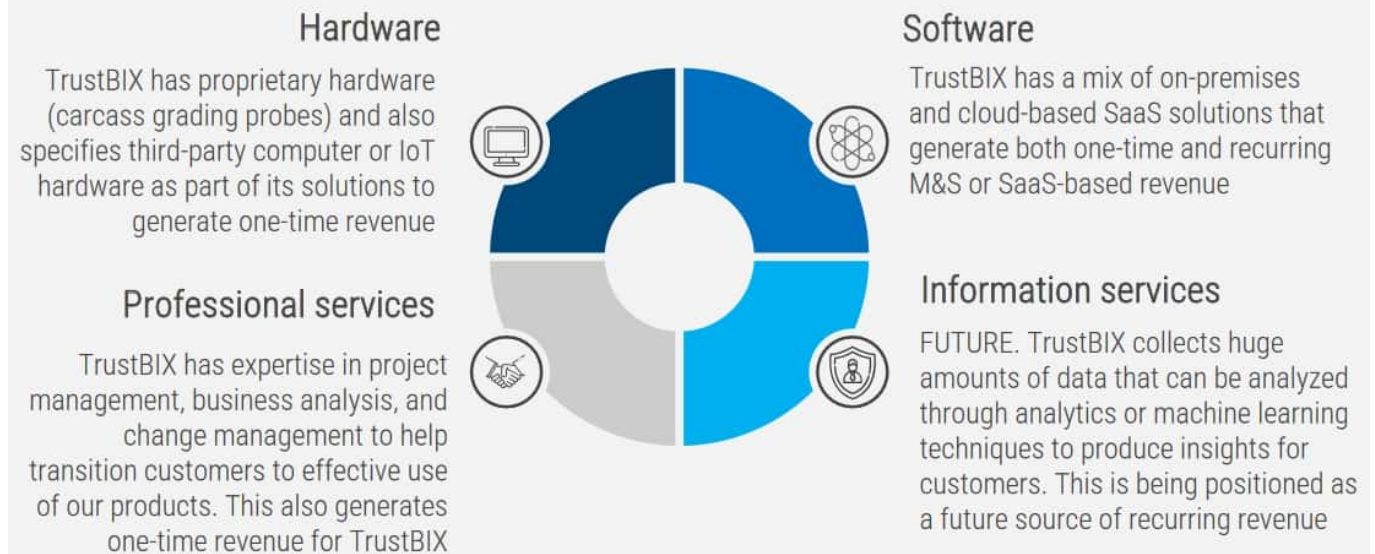 Hardware
TrustBIX has proprietary hardware
(carcass grading probes) and also
specifies third-party computer or IoT
hardware as part of its solutions to
generate one-time revenue
Software
TrustBIX has a mix of on-premises
and cloud-based SaaS solutions that
generate both one-time and recurring
M&S or SaaS-based revenue
Professional services
TrustBIX has expertise in project
management, business analysis, and
change management to help
transition customers to effective use
of our products. This also generates
one-time revenue for TrustBIX
Information services
FUTURE. TrustBIX collects huge
amounts of data that can be analyzed
through analytics or machine learning
techniques to produce insights for
customers. This is being positioned as
a future source of recurring revenue